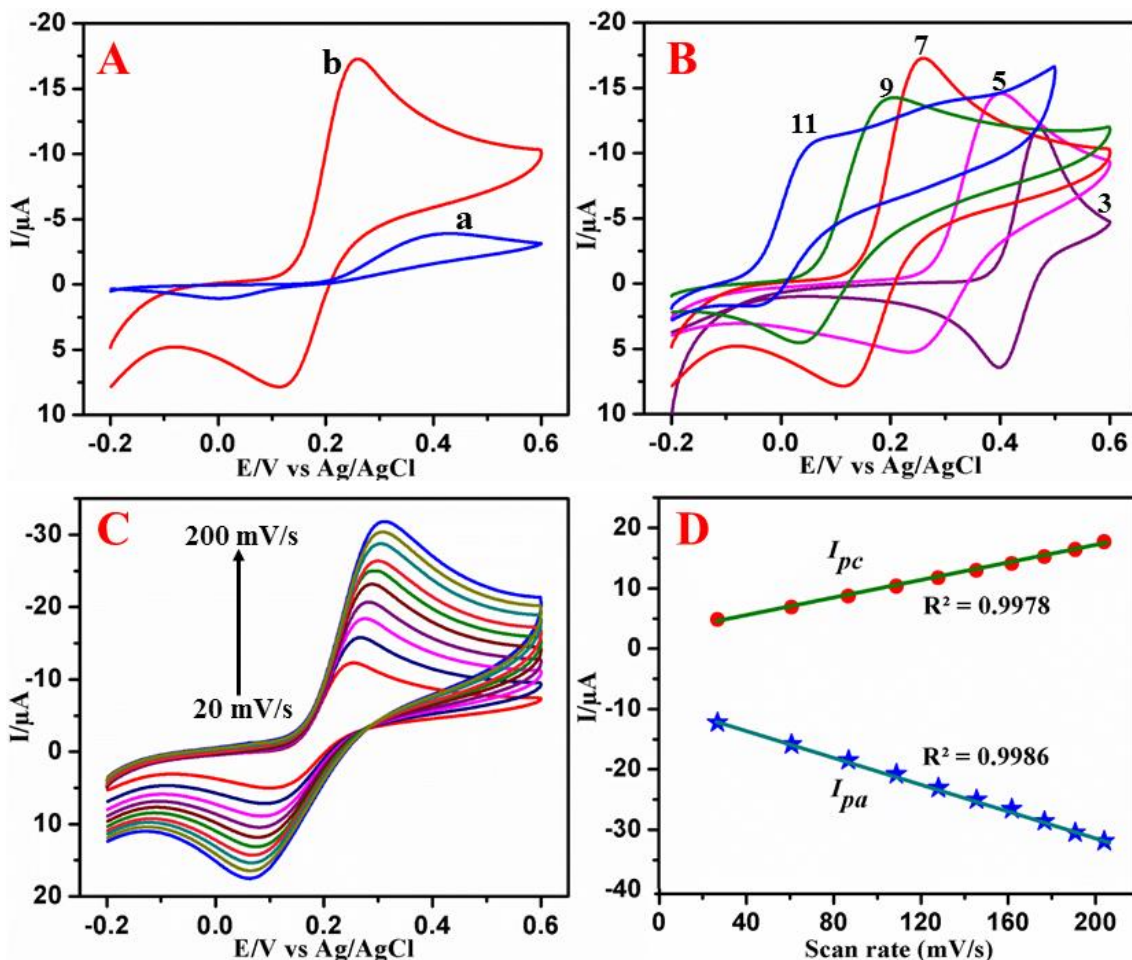 A
-20
-15
-10
-5
0
5
10
I/µA
b
a
-0.2 0.0 0.2 0.4 0.6
E/V vs Ag/AgCl
B
-20
-15
-10
-5
0
5
10
I/µA
11
9
7
5
3
-0.2 0.0 0.2 0.4 0.6
E/V vs Ag/AgCl
C
-30
-20
-10
0
10
20
I/µA
200 mV/s
20 mV/s
-0.2 0.0 0.2 0.4 0.6
E/V vs Ag/AgCl
D
20
10
0
-10
-20
-30
-40
I/µA
Ipc
R² = 0.9978
R² = 0.9986
Ipa
0 40 80 120 160 200
Scan rate (mV/s)